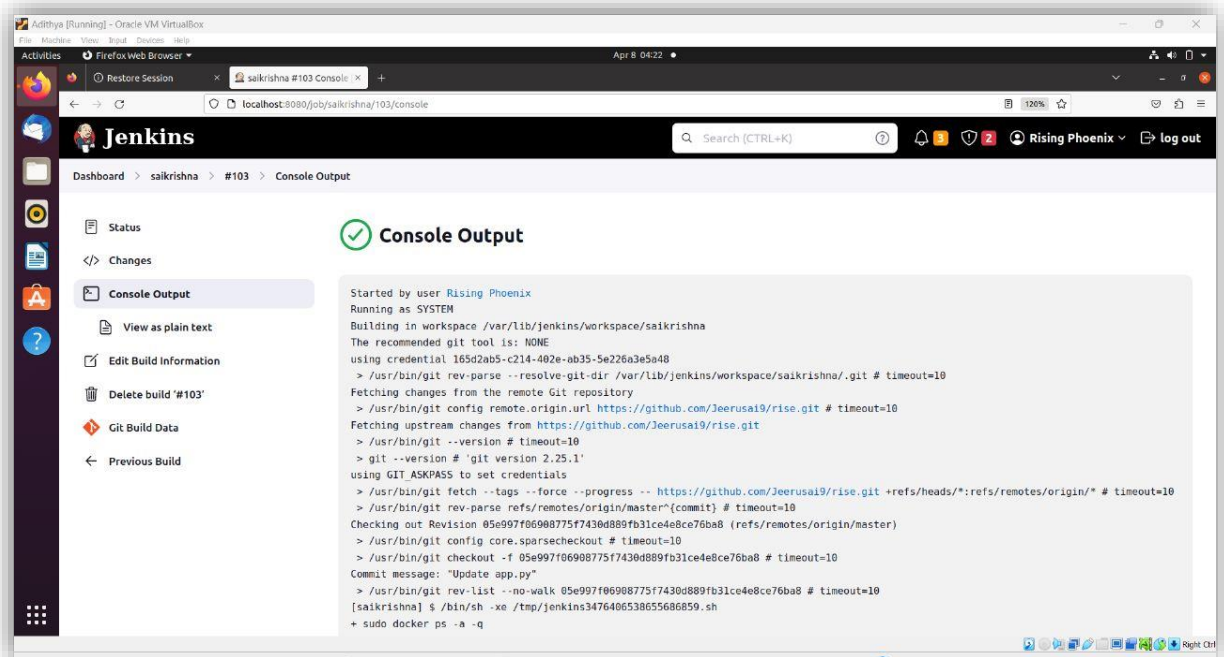 Adithya [Running] - Oracle VM VirtualBox
File Machine View Input Devices Help
Activities Firefox Web Browser Apr 8 04:22
Restore Session saikrishna #103 Console
localhost:8080/job/saikrishna/103/console 120%
Jenkins Search (CTRL+K) 3 2 Rising Phoenix log out
Dashboard > saikrishna > #103 > Console Output
Status
Changes
Console Output
View as plain text
Edit Build Information
Delete build '#103'
Git Build Data
Previous Build
Console Output
Started by user Rising Phoenix
Running as SYSTEM
Building in workspace /var/lib/jenkins/workspace/saikrishna
The recommended git tool is: NONE
using credential 165d2ab5-c214-402e-ab35-5e226a3e5a48
> /usr/bin/git rev-parse --resolve-git-dir /var/lib/jenkins/workspace/saikrishna/.git # timeout=10
Fetching changes from the remote Git repository
> /usr/bin/git config remote.origin.url https://github.com/Jeerusai9/rise.git # timeout=10
Fetching upstream changes from https://github.com/Jeerusai9/rise.git
> /usr/bin/git --version # timeout=10
> git --version # 'git version 2.25.1'
using GIT_ASKPASS to set credentials
> /usr/bin/git fetch --tags --force --progress -- https://github.com/Jeerusai9/rise.git +refs/heads/*:refs/remotes/origin/* # timeout=10
> /usr/bin/git rev-parse refs/remotes/origin/master^{commit} # timeout=10
Checking out Revision 05e997f06908775f7430d889fb31ce4e8ce76ba8 (refs/remotes/origin/master)
> /usr/bin/git config core.sparsecheckout # timeout=10
> /usr/bin/git checkout -f 05e997f06908775f7430d889fb31ce4e8ce76ba8 # timeout=10
Commit message: "Update app.py"
> /usr/bin/git rev-list --no-walk 05e997f06908775f7430d889fb31ce4e8ce76ba8 # timeout=10
[saikrishna] $ /bin/sh -xe /tmp/jenkins3476406538655686859.sh
+ sudo docker ps -a -q
Right Ctrl